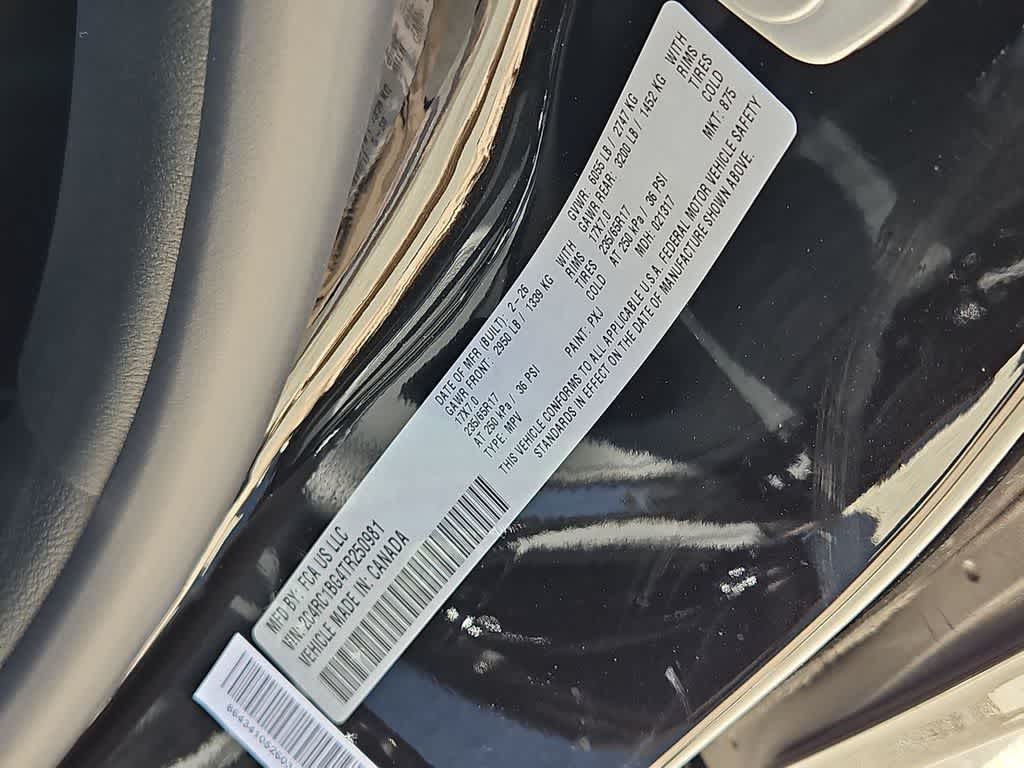 MFD BY: FCA US LLC
DATE OF MFR (BUILT): 2-26
GVWR: 6055 LB / 2747 KG
VIN: 2C4RC1BG4TR250981
GAWR FRONT: 2950 LB / 1339 KG WITH
GAWR REAR: 3200 LB / 1452 KG WITH
VEHICLE MADE IN: CANADA
17X7.0 RIMS
17X7.0 RIMS
235/65R17 TIRES
235/65R17 TIRES
AT 250 kPa / 36 PSI COLD
AT 250 kPa / 36 PSI COLD
TYPE: MPV
PAINT: PXJ
MDH: 021317
MKT: 875
THIS VEHICLE CONFORMS TO ALL APPLICABLE U.S.A. FEDERAL MOTOR VEHICLE SAFETY
STANDARDS IN EFFECT ON THE DATE OF MANUFACTURE SHOWN ABOVE.